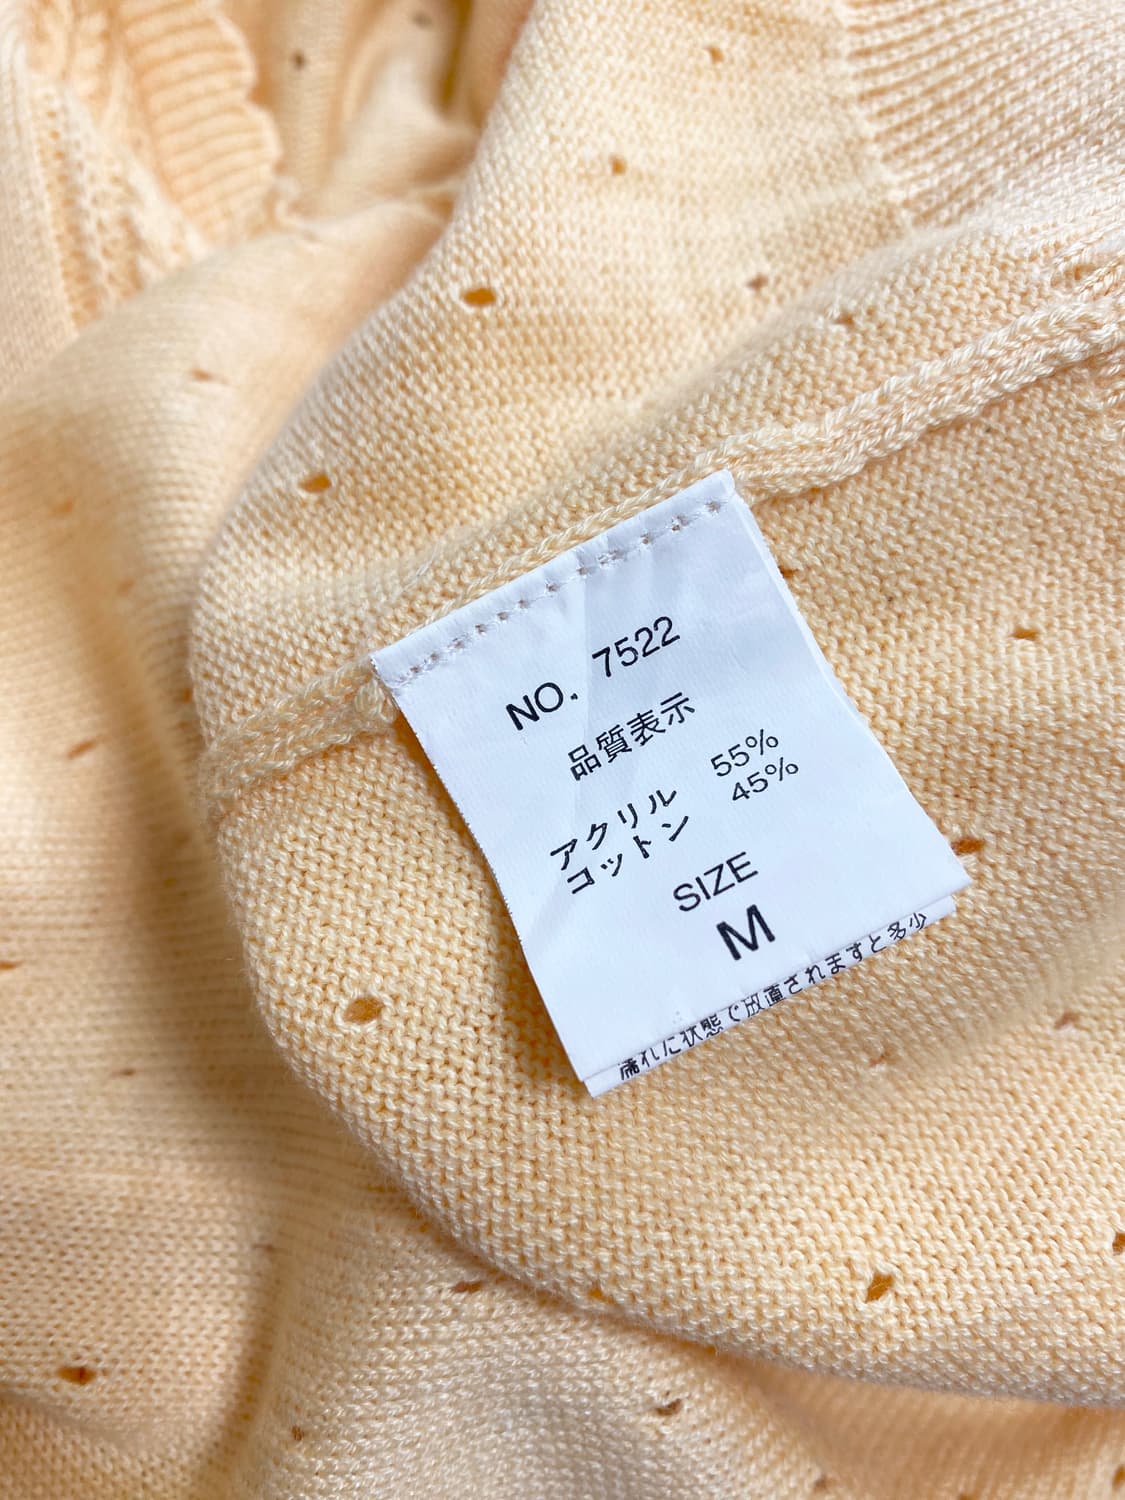 NO. 7522
品質表示
アクリル 55%
コットン 45%
SIZE
M
濡れた状態で放置されますと多少